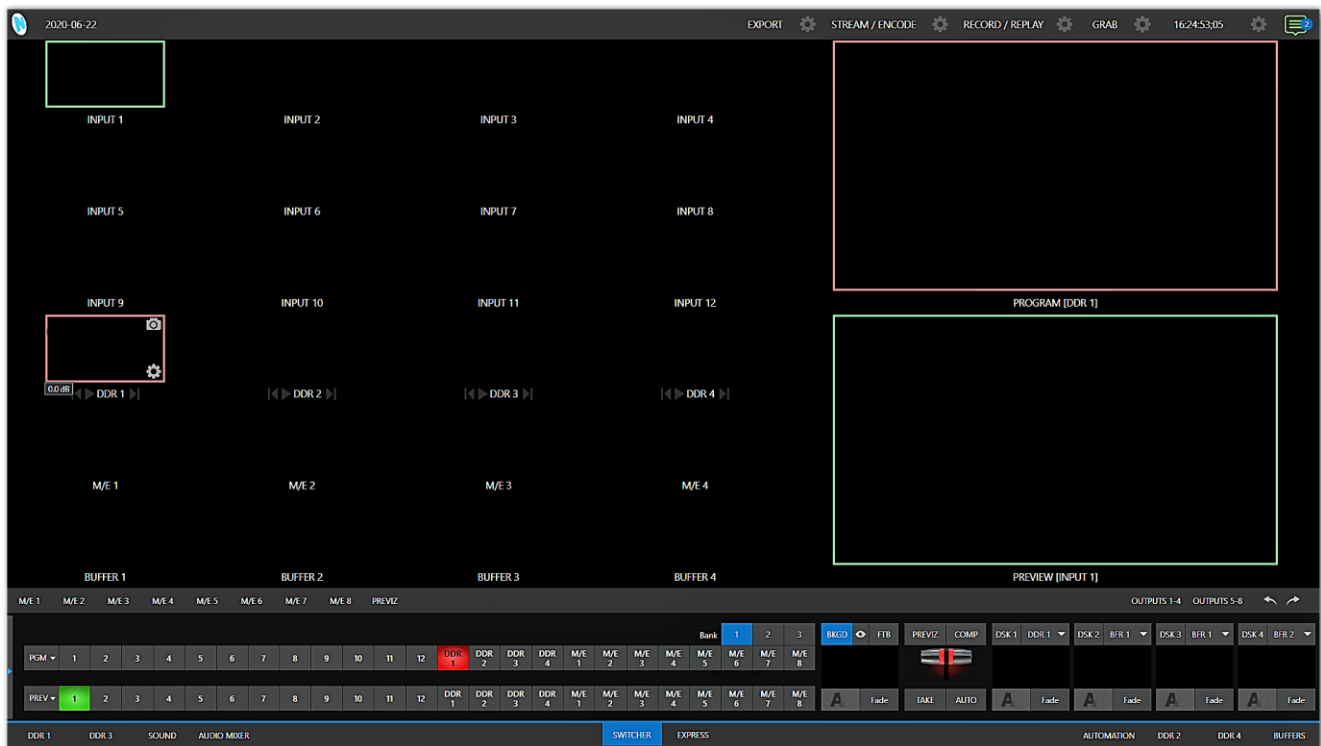 2020-06-22 EXPORT STREAM / ENCODE RECORD / REPLAY GRAB 16:24:53;05 2
INPUT 1 INPUT 2 INPUT 3 INPUT 4
INPUT 5 INPUT 6 INPUT 7 INPUT 8
INPUT 9 INPUT 10 INPUT 11 INPUT 12 PROGRAM [DDR 1]
0.0 dB DDR 1 DDR 2 DDR 3 DDR 4
M/E 1 M/E 2 M/E 3 M/E 4
BUFFER 1 BUFFER 2 BUFFER 3 BUFFER 4 PREVIEW [INPUT 1]
M/E 1 M/E 2 M/E 3 M/E 4 M/E 5 M/E 6 M/E 7 M/E 8 PREVIZ OUTPUTS 1-4 OUTPUTS 5-8
Bank 1 2 3 BKGD FTB PREVIZ COMP DSK 1 DDR 1 DSK 2 BFR 1 DSK 3 BFR 1 DSK 4 BFR 2
PGM 1 2 3 4 5 6 7 8 9 10 11 12 DDR 1 DDR 2 DDR 3 DDR 4 M/E 1 M/E 2 M/E 3 M/E 4 M/E 5 M/E 6 M/E 7 M/E 8
PREV 1 2 3 4 5 6 7 8 9 10 11 12 DDR 1 DDR 2 DDR 3 DDR 4 M/E 1 M/E 2 M/E 3 M/E 4 M/E 5 M/E 6 M/E 7 M/E 8 A Fade TAKE AUTO A Fade A Fade A Fade A Fade
DDR 1 DDR 3 SOUND AUDIO MIXER SWITCHER EXPRESS AUTOMATION DDR 2 DDR 4 BUFFERS